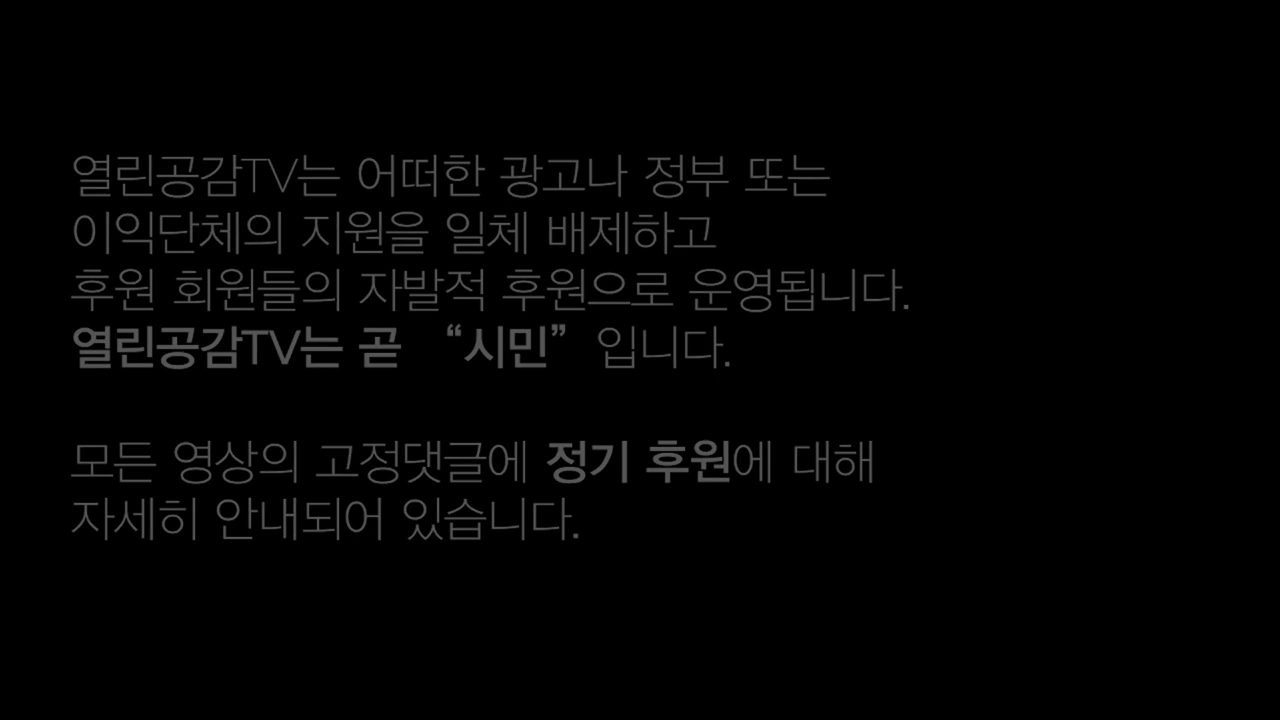 열린공감TV는 어떠한 광고나 정부 또는
이익단체의 지원을 일체 배제하고
후원 회원들의 자발적 후원으로 운영됩니다.
열린공감TV는 곧 “시민” 입니다.
모든 영상의 고정댓글에 정기 후원에 대해
자세히 안내되어 있습니다.